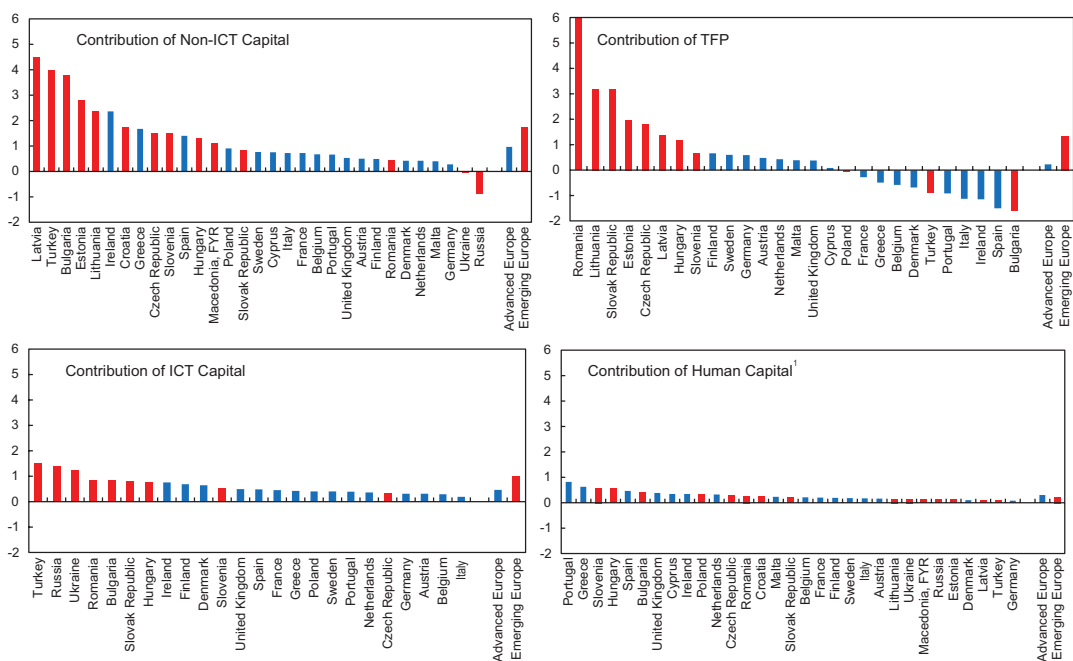 Contribution of Non-ICT Capital
6
5
4
3
2
1
0
-1
-2
Latvia
Turkey
Bulgaria
Estonia
Lithuania
Ireland
Croatia
Greece
Czech Republic
Slovenia
Spain
Hungary
Macedonia, FYR
Poland
Slovak Republic
Sweden
Cyprus
Italy
France
Belgium
Portugal
United Kingdom
Austria
Finland
Romania
Denmark
Netherlands
Malta
Germany
Ukraine
Russia
Advanced Europe
Emerging Europe
Contribution of TFP
6
5
4
3
2
1
0
-1
-2
Romania
Lithuania
Slovak Republic
Estonia
Czech Republic
Latvia
Hungary
Slovenia
Finland
Sweden
Germany
Austria
Netherlands
Malta
United Kingdom
Cyprus
Poland
France
Greece
Belgium
Denmark
Turkey
Portugal
Italy
Ireland
Spain
Bulgaria
Advanced Europe
Emerging Europe
Contribution of ICT Capital
6
5
4
3
2
1
0
-1
-2
Turkey
Russia
Ukraine
Romania
Bulgaria
Slovak Republic
Hungary
Ireland
Finland
Denmark
Slovenia
United Kingdom
Spain
France
Greece
Poland
Sweden
Portugal
Netherlands
Czech Republic
Germany
Austria
Belgium
Italy
Advanced Europe
Emerging Europe
Contribution of Human Capital¹
6
5
4
3
2
1
0
-1
-2
Portugal
Greece
Slovenia
Hungary
Spain
Bulgaria
United Kingdom
Cyprus
Ireland
Poland
Netherlands
Czech Republic
Romania
Croatia
Malta
Slovak Republic
Belgium
France
Finland
Sweden
Italy
Austria
Lithuania
Ukraine
Macedonia, FYR
Russia
Estonia
Denmark
Latvia
Turkey
Germany
Advanced Europe
Emerging Europe